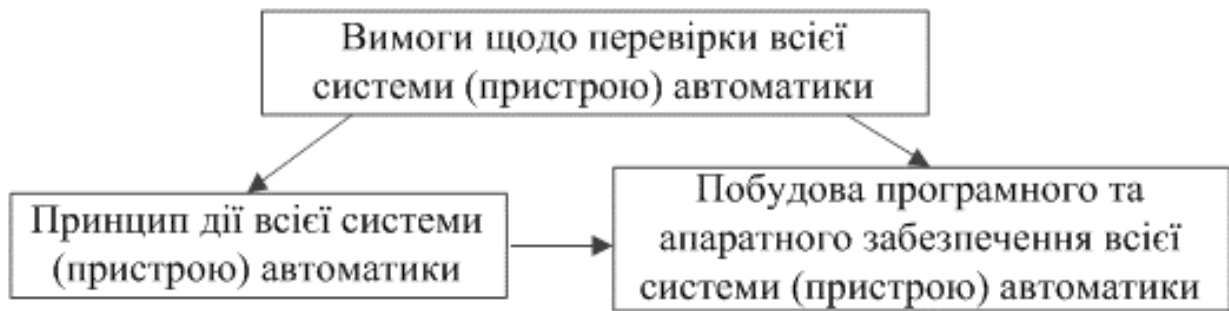 Вимоги щодо перевірки всієї
системи (пристрою) автоматики
Принцип дії всієї системи
(пристрою) автоматики
Побудова програмного та
апаратного забезпечення всієї
системи (пристрою) автоматики